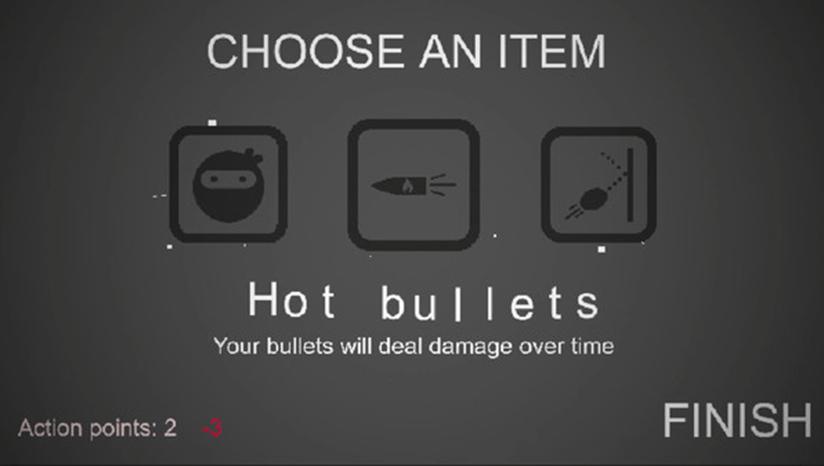 CHOOSE AN ITEM
Hot bullets
Your bullets will deal damage over time
Action points: 2 -3
FINISH